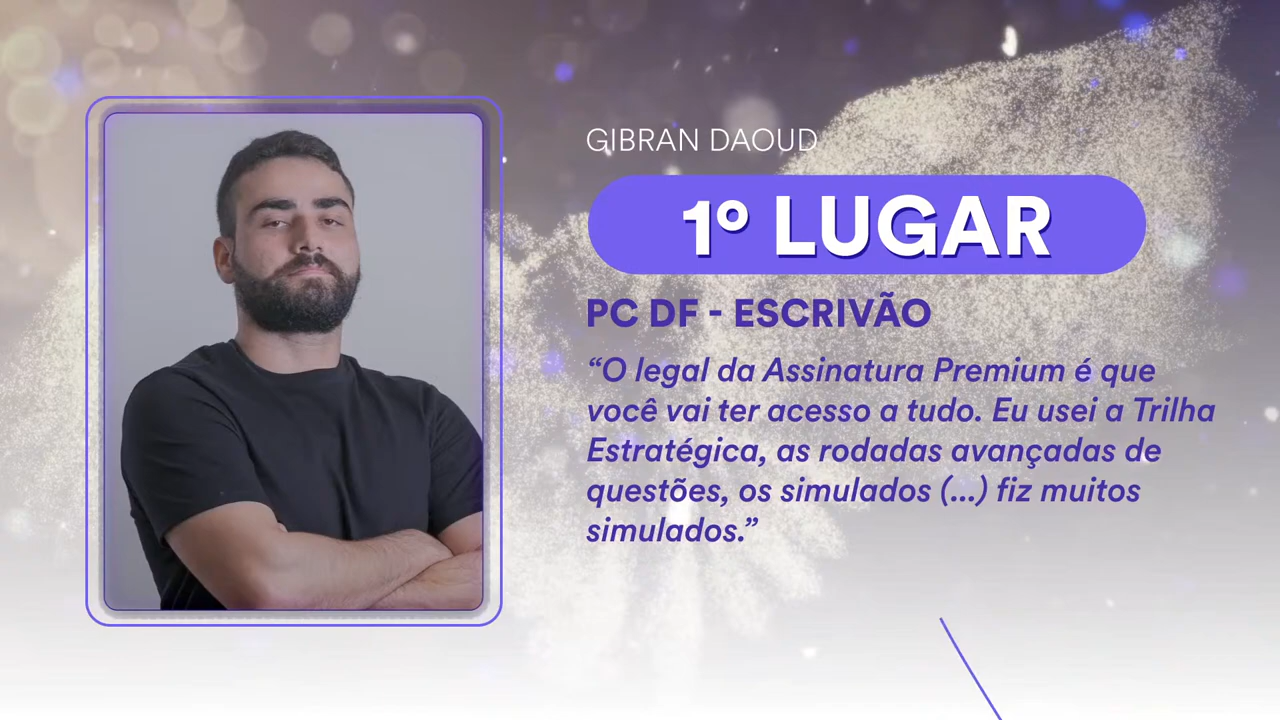 GIBRAN DAOUD
1º LUGAR
PC DF - ESCRIVÃO
“O legal da Assinatura Premium é que
você vai ter acesso a tudo. Eu usei a Trilha
Estratégica, as rodadas avançadas de
questões, os simulados (...) fiz muitos
simulados.”